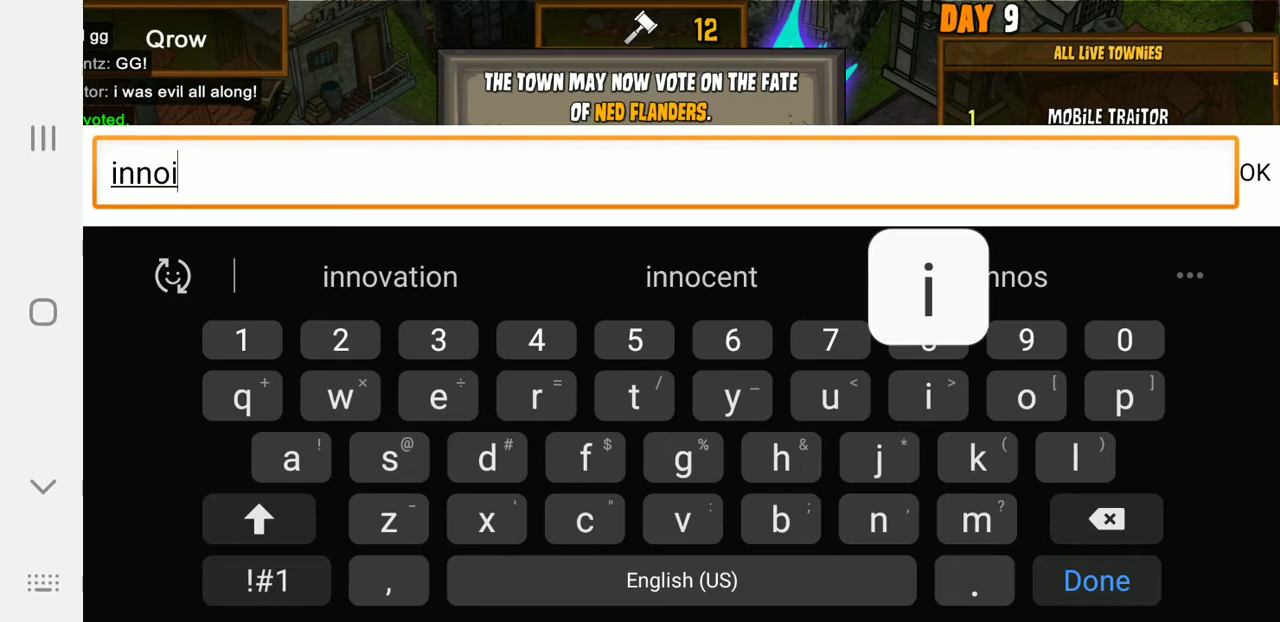 gg
Qrow
12
DAY 9
ntz: GG!
ALL LIVE TOWNIES
tor: i was evil all along!
THE TOWN MAY NOW VOTE ON THE FATE
OF NED FLANDERS.
voted.
1 MOBILE TRAITOR
innoi
OK
innovation innocent nnos
i
1 2 3 4 5 6 7 8 9 0
q + w × e ÷ r = t / y _ u < i > o [ p ]
a ! s @ d # f $ g % h & j * k ( l )
z - x ' c " v : b ; n , m ?
!#1 , English (US) . Done